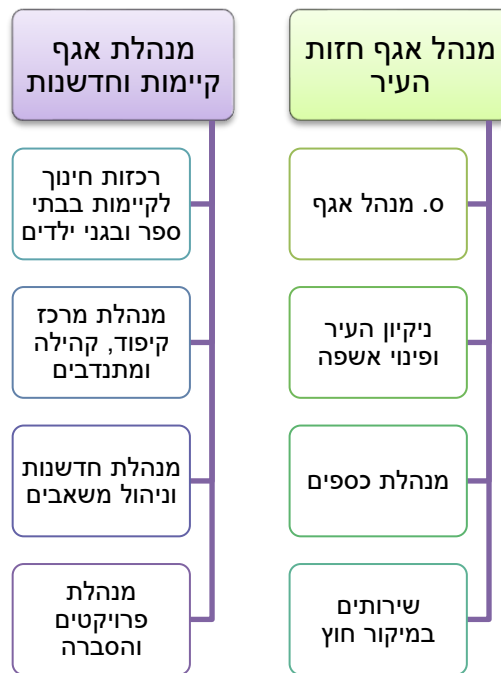 מנהל אגף חזות
העיר
ס. מנהל אגף
ניקיון העיר
ופינוי אשפה
מנהלת כספים
שירותים
במיקור חוץ
מנהלת אגף
קיימות וחדשנות
רכזות חינוך
לקיימות בבתי
ספר ובגני ילדים
מנהלת מרכז
קיפוד, קהילה
ומתנדבים
מנהלת חדשנות
וניהול משאבים
מנהלת
פרויקטים
והסברה